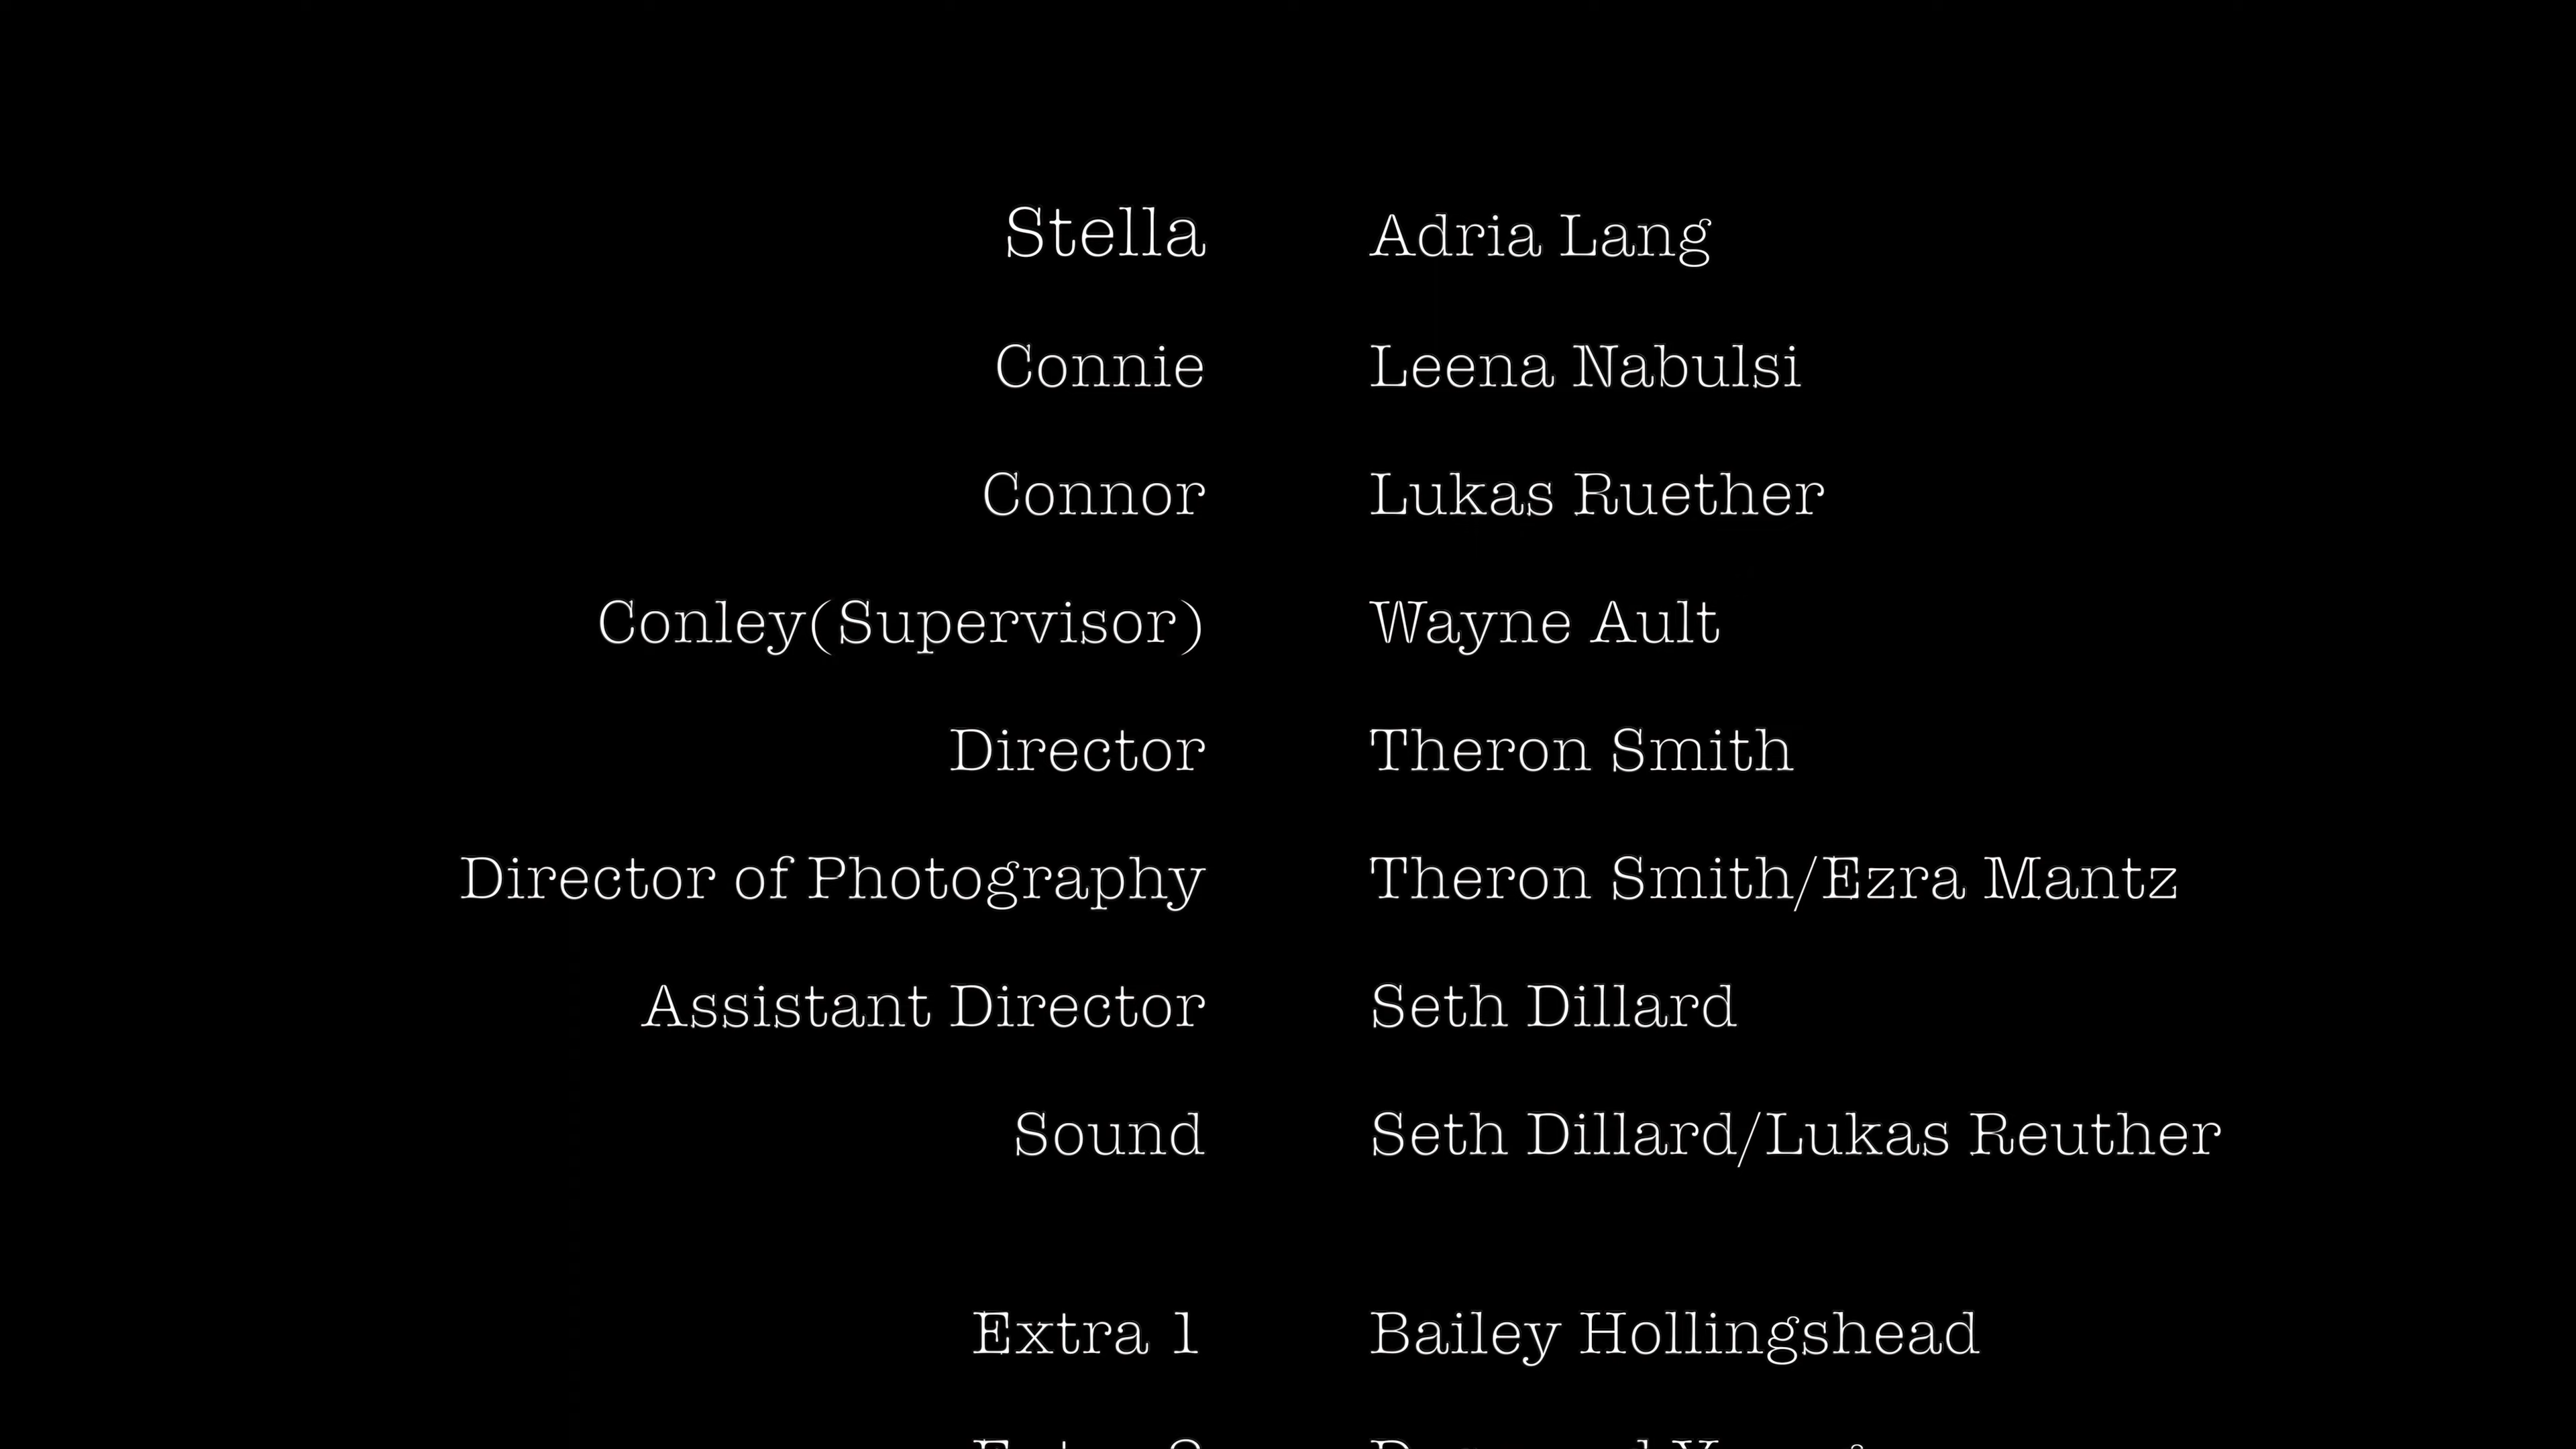 Stella Adria Lang
Connie Leena Nabulsi
Connor Lukas Ruether
Conley(Supervisor) Wayne Ault
Director Theron Smith
Director of Photography Theron Smith/Ezra Mantz
Assistant Director Seth Dillard
Sound Seth Dillard/Lukas Reuther
Extra 1 Bailey Hollingshead